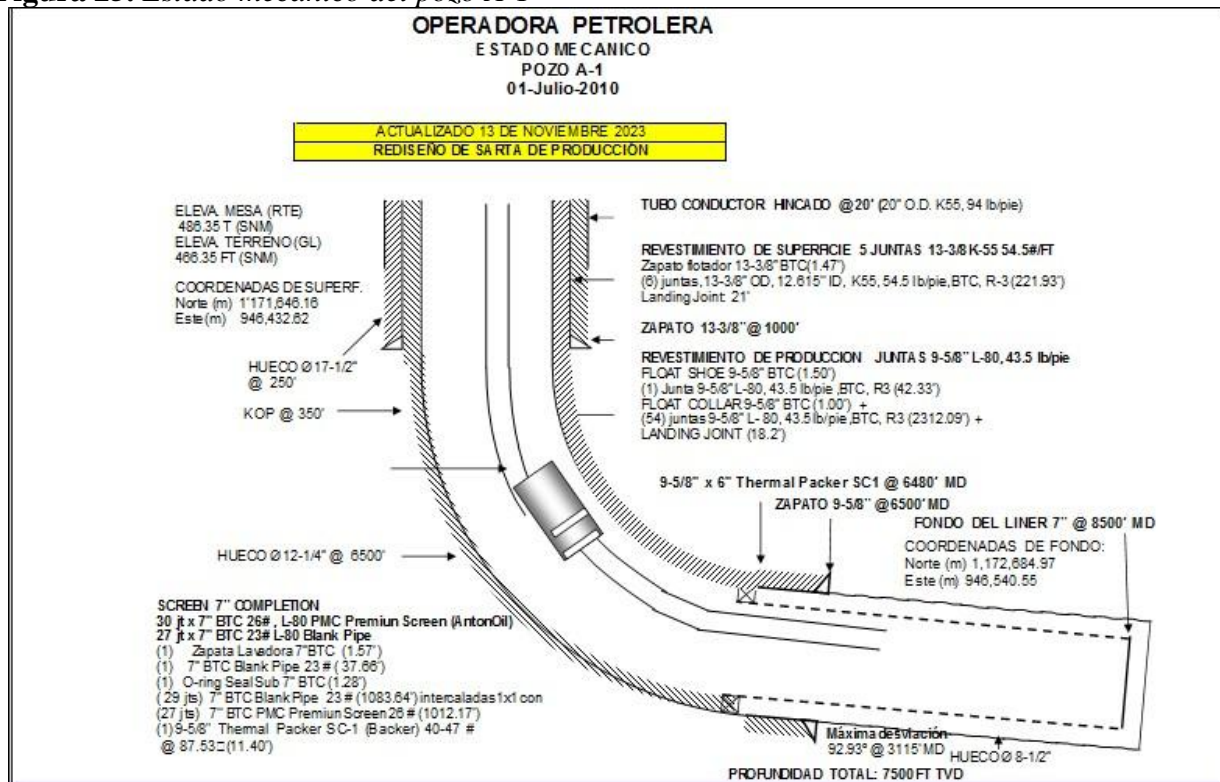 Figura 23. Estado mecánico del pozo A-1
OPERADORA PETROLERA
ESTADO MECANICO
POZO A-1
01-Julio-2010
ACTUALIZADO 13 DE NOVIEMBRE 2023
REDISEÑO DE SARTA DE PRODUCCIÓN
ELEVA. MESA (RTE)
486.35 T (SNM)
ELEVA. TERRENO (GL)
466.35 FT (SNM)
COORDENADAS DE SUPERF.
Norte (m) 1'171,646.16
Este (m) 946,432.62
HUECO Ø 17-1/2"
@ 250'
KOP @ 350'
HUECO Ø 12-1/4" @ 6500'
TUBO CONDUCTOR HINCADO @20' (20" O.D. K55, 94 lb/pie)
REVESTIMIENTO DE SUPERFICIE 5 JUNTAS 13-3/8 K-55 54.5#/FT
Zapato flotador 13-3/8" BTC(1.47')
(6) juntas, 13-3/8" OD, 12.615" ID, K55, 54.5 lb/pie, BTC, R-3 (221.93')
Landing Joint: 21'
ZAPATO 13-3/8" @ 1000'
REVESTIMIENTO DE PRODUCCION JUNTAS 9-5/8" L-80, 43.5 lb/pie
FLOAT SHOE 9-5/8" BTC (1.50')
(1) Junta 9-5/8" L-80, 43.5 lb/pie ,BTC, R3 (42.33')
FLOAT COLLAR 9-5/8" BTC (1.00') +
(54) juntas 9-5/8" L- 80, 43.5 lb/pie,BTC, R3 (2312.09') +
LANDING JOINT (18.2')
9-5/8" x 6" Thermal Packer SC1 @ 6480' MD
ZAPATO 9-5/8" @6500' MD
FONDO DEL LINER 7" @ 8500' MD
COORDENADAS DE FONDO:
Norte (m) 1,172,684.97
Este (m) 946,540.55
SCREEN 7" COMPLETION
30 jt x 7" BTC 26# , L-80 PMC Premiun Screen (AntonOil)
27 jt x 7" BTC 23# L-80 Blank Pipe
(1) Zapata Lavadora 7"BTC (1.57')
(1) 7" BTC Blank Pipe 23 # ( 37.66')
(1) O-ring Seal Sub 7" BTC (1.28')
( 29 jts) 7" BTC Blank Pipe 23 # (1083.64') intercaladas 1x1 con
(27 jts) 7" BTC PMC Premiun Screen 26 # (1012.17')
(1) 9-5/8" Thermal Packer SC-1 (Backer) 40-47 #
@ 87.53□(11.40')
Máxima desviación
92.93° @ 3115' MD
HUECO Ø 8-1/2"
PROFUNDIDAD TOTAL: 7500 FT TVD